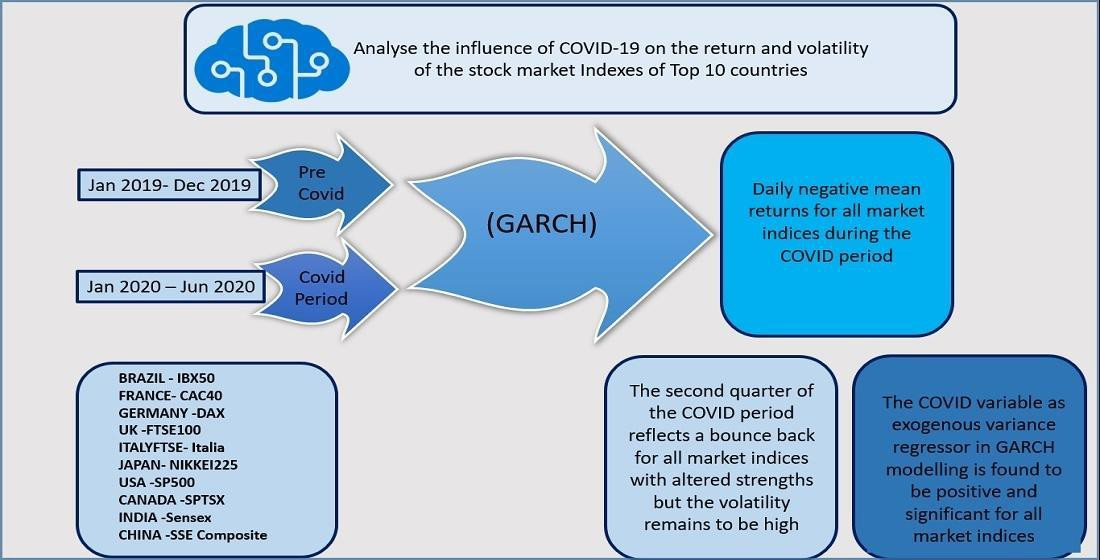 Analyse the influence of COVID-19 on the return and volatility
of the stock market Indexes of Top 10 countries
Jan 2019- Dec 2019
Pre
Covid
(GARCH)
Daily negative mean
returns for all market
indices during the
COVID period
Jan 2020 – Jun 2020
Covid
Period
BRAZIL - IBX50
FRANCE- CAC40
GERMANY -DAX
UK -FTSE100
ITALYFTSE- Italia
JAPAN- NIKKEI225
USA -SP500
CANADA -SPTSX
INDIA -Sensex
CHINA -SSE Composite
The second quarter of
the COVID period
reflects a bounce back
for all market indices
with altered strengths
but the volatility
remains to be high
The COVID variable as
exogenous variance
regressor in GARCH
modelling is found to
be positive and
significant for all
market indices